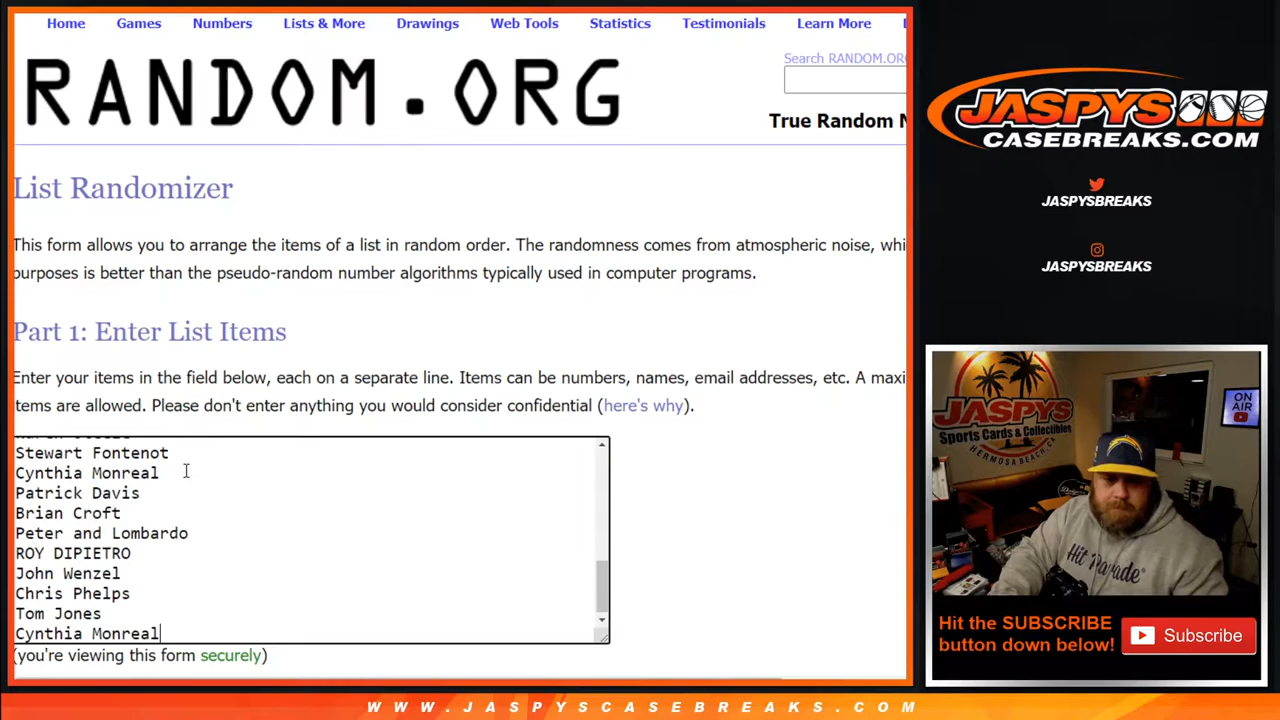 Home Games Numbers Lists & More Drawings Web Tools Statistics Testimonials Learn More
Search RANDOM.OR
RANDOM.ORG
True Random
List Randomizer
This form allows you to arrange the items of a list in random order. The randomness comes from atmospheric noise, whi
purposes is better than the pseudo-random number algorithms typically used in computer programs.
Part 1: Enter List Items
Enter your items in the field below, each on a separate line. Items can be numbers, names, email addresses, etc. A maxi
items are allowed. Please don't enter anything you would consider confidential (here's why).
Stewart Fontenot
Cynthia Monreal
Patrick Davis
Brian Croft
Peter and Lombardo
ROY DIPIETRO
John Wenzel
Chris Phelps
Tom Jones
Cynthia Monreal
(you're viewing this form securely)
JASPYS
CASEBREAKS.COM
JASPYSBREAKS
JASPYSBREAKS
JASPYS
Sports Cards & Collectibles
HERMOSA BEACH, CA
ON AIR
Hit Parade
Hit the SUBSCRIBE
button down below!
Subscribe
WWW.JASPYSCASEBREAKS.COM